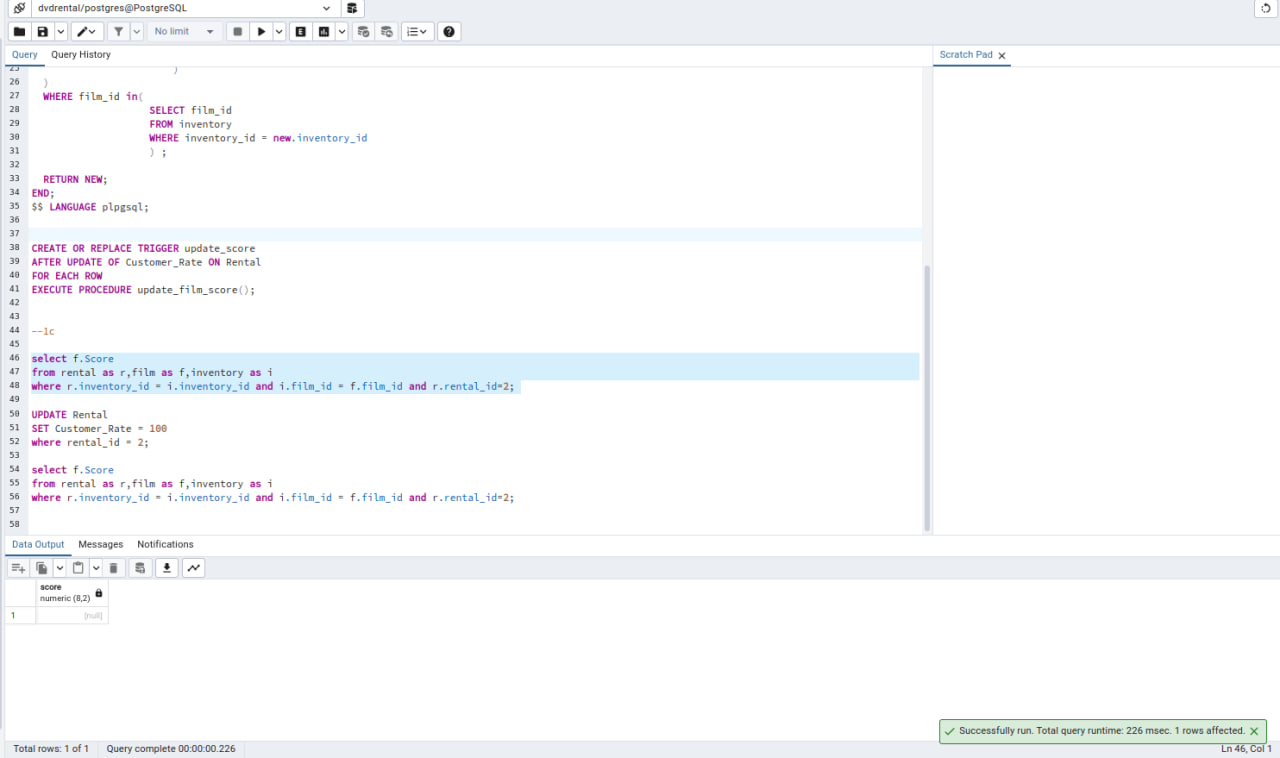 dvdrental/postgres@PostgreSQL
No limit
E
Query
Query History
Scratch Pad
25 )
26 )
27 WHERE film_id in(
28 SELECT film_id
29 FROM inventory
30 WHERE inventory_id = new.inventory_id
31 ) ;
32
33 RETURN NEW;
34 END;
35 $$ LANGUAGE plpgsql;
36
37
38 CREATE OR REPLACE TRIGGER update_score
39 AFTER UPDATE OF Customer_Rate ON Rental
40 FOR EACH ROW
41 EXECUTE PROCEDURE update_film_score();
42
43
44 --1c
45
46 select f.Score
47 from rental as r,film as f,inventory as i
48 where r.inventory_id = i.inventory_id and i.film_id = f.film_id and r.rental_id=2;
49
50 UPDATE Rental
51 SET Customer_Rate = 100
52 where rental_id = 2;
53
54 select f.Score
55 from rental as r,film as f,inventory as i
56 where r.inventory_id = i.inventory_id and i.film_id = f.film_id and r.rental_id=2;
57
58
Data Output
Messages
Notifications
score
numeric (8,2)
1 [null]
Successfully run. Total query runtime: 226 msec. 1 rows affected.
Total rows: 1 of 1
Query complete 00:00:00.226
Ln 46, Col 1